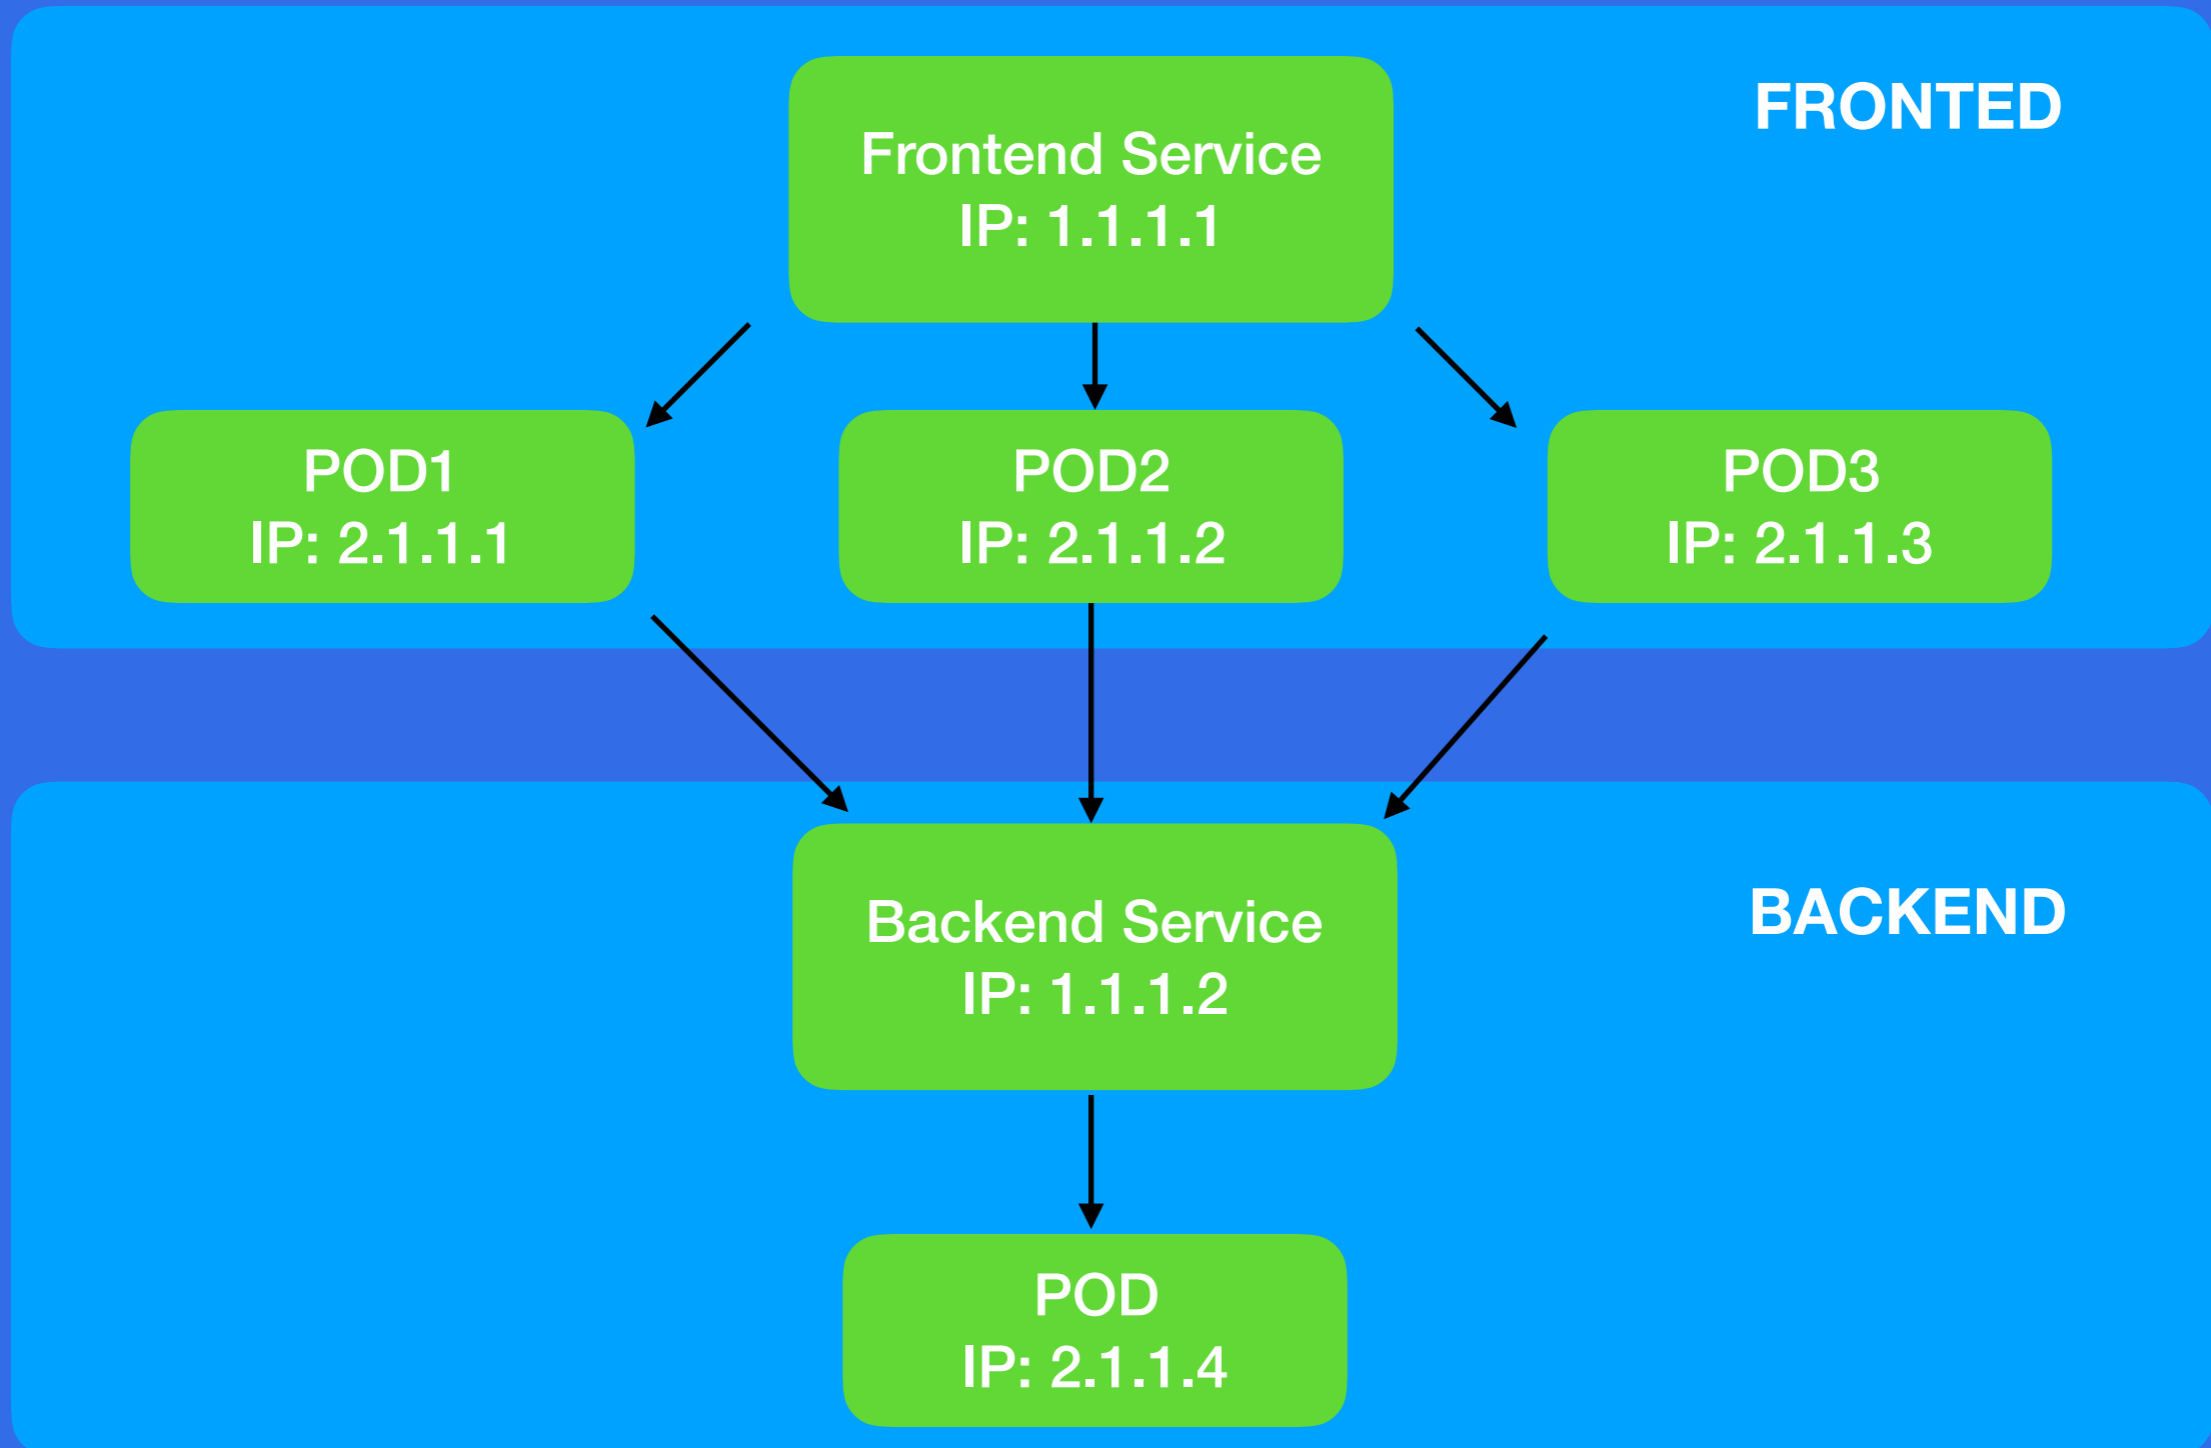 FRONTED
Frontend Service
IP: 1.1.1.1
POD1
IP: 2.1.1.1
POD2
IP: 2.1.1.2
POD3
IP: 2.1.1.3
BACKEND
Backend Service
IP: 1.1.1.2
POD
IP: 2.1.1.4